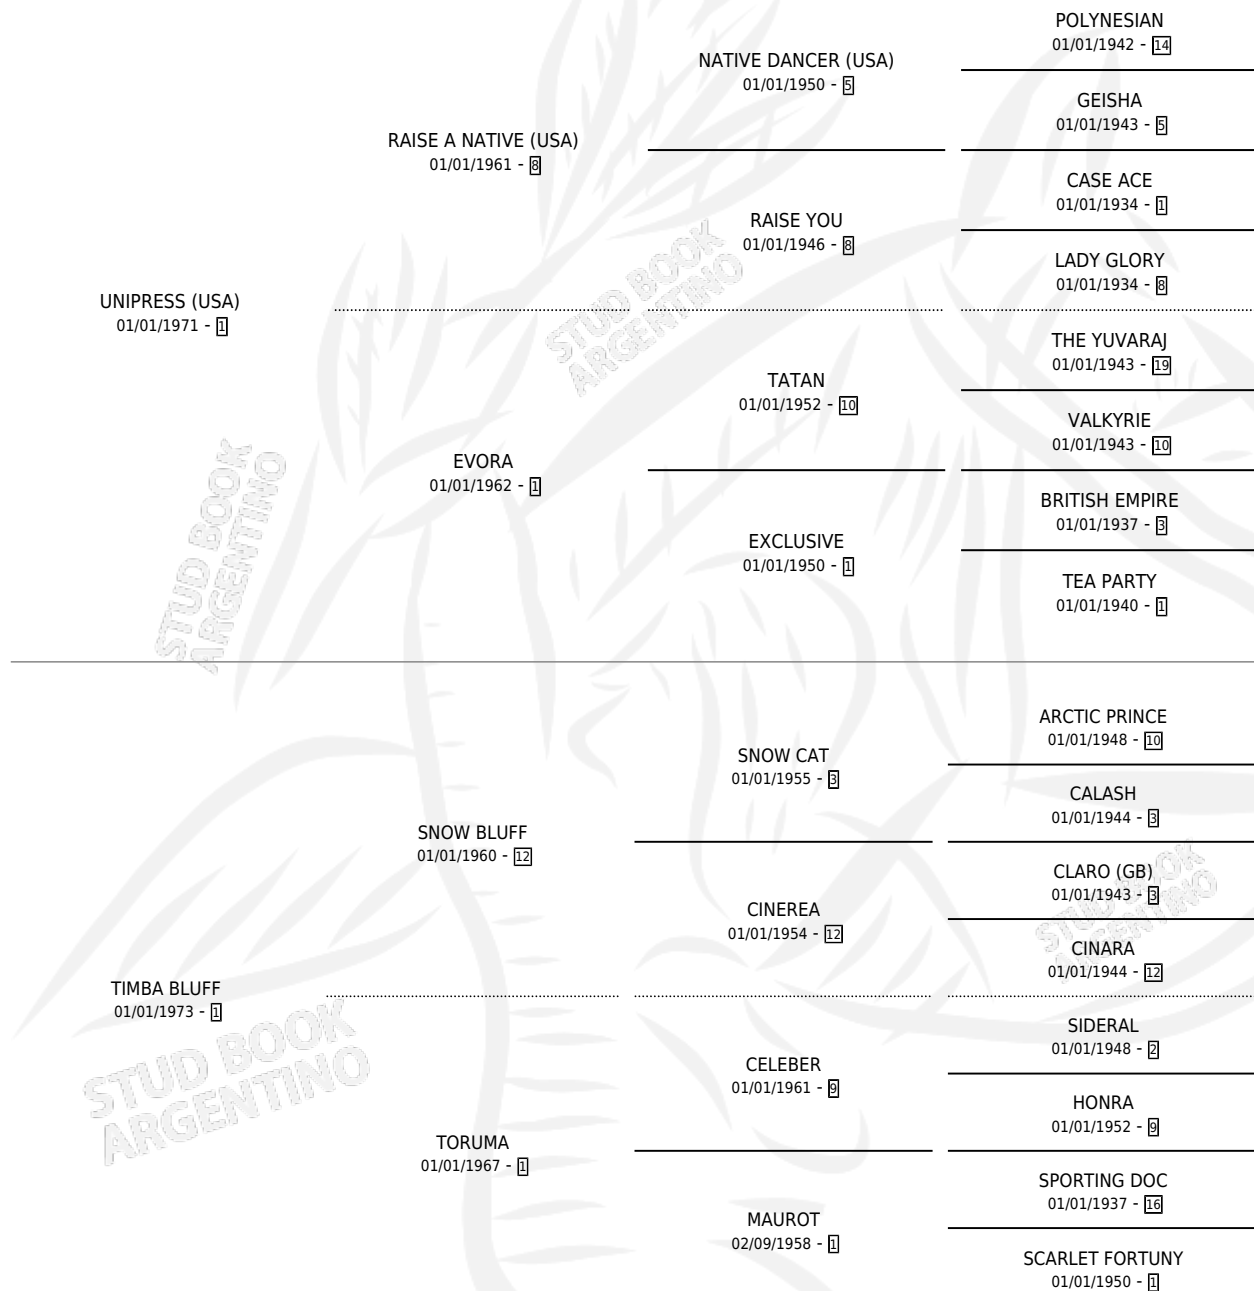 POLYNESIAN
01/01/1942 - 14
NATIVE DANCER (USA)
01/01/1950 - 5
GEISHA
01/01/1943 - 5
RAISE A NATIVE (USA)
01/01/1961 - 8
CASE ACE
01/01/1934 - 1
RAISE YOU
01/01/1946 - 8
LADY GLORY
01/01/1934 - 8
UNIPRESS (USA)
01/01/1971 - 1
STUD BOOK
ARGENTINO
THE YUVARAJ
01/01/1943 - 19
TATAN
01/01/1952 - 10
VALKYRIE
01/01/1943 - 10
EVORA
01/01/1962 - 1
BRITISH EMPIRE
01/01/1937 - 3
EXCLUSIVE
01/01/1950 - 1
TEA PARTY
01/01/1940 - 1
STUD BOOK
ARGENTINO
ARCTIC PRINCE
01/01/1948 - 10
SNOW CAT
01/01/1955 - 3
CALASH
01/01/1944 - 3
SNOW BLUFF
01/01/1960 - 12
CLARO (GB)
01/01/1943 - 3
STUD BOOK
ARGENTINO
CINEREA
01/01/1954 - 12
CINARA
01/01/1944 - 12
TIMBA BLUFF
01/01/1973 - 1
STUD BOOK
ARGENTINO
SIDERAL
01/01/1948 - 2
CELEBER
01/01/1961 - 9
HONRA
01/01/1952 - 9
TORUMA
01/01/1967 - 1
SPORTING DOC
01/01/1937 - 16
MAUROT
02/09/1958 - 1
SCARLET FORTUNY
01/01/1950 - 1